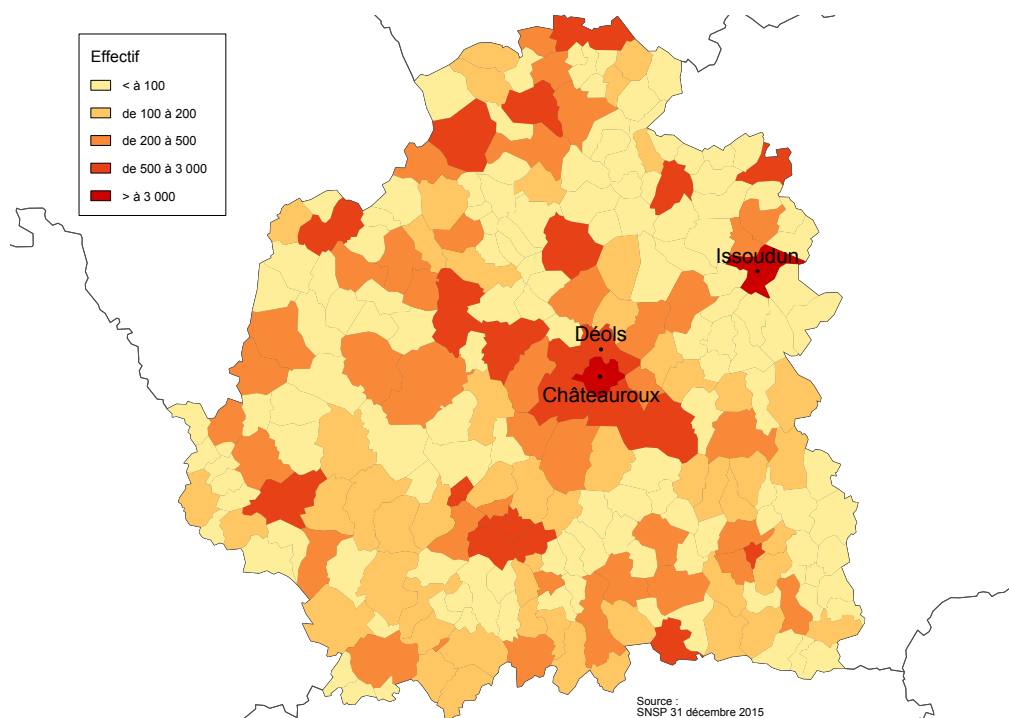 Effectif
< à 100
de 100 à 200
de 200 à 500
de 500 à 3 000
> à 3 000
Issoudun
Déols
Châteauroux
Source :
SNSP 31 décembre 2015